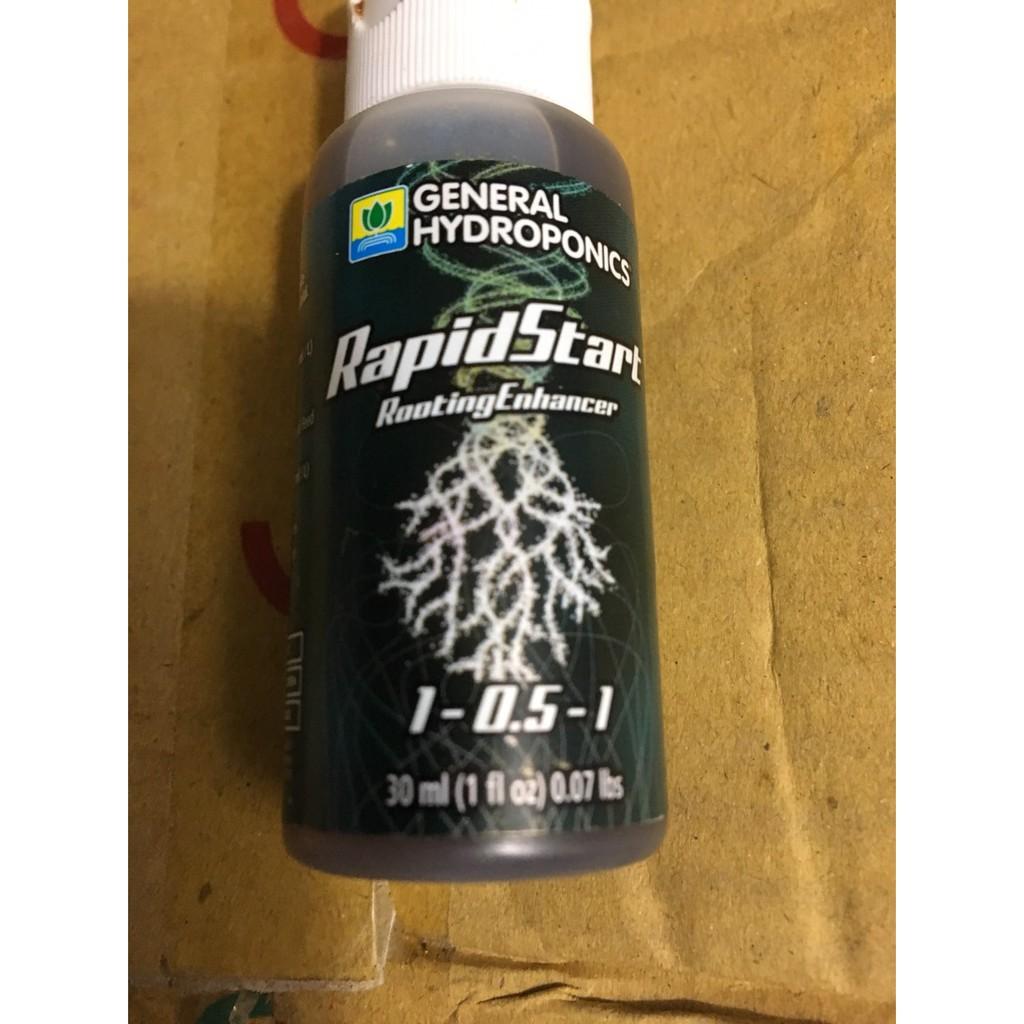 GENERAL
HYDROPONICS
RapidStart
RootingEnhancer
1 - 0.5 - 1
30 ml (1 fl oz) 0.07 lbs